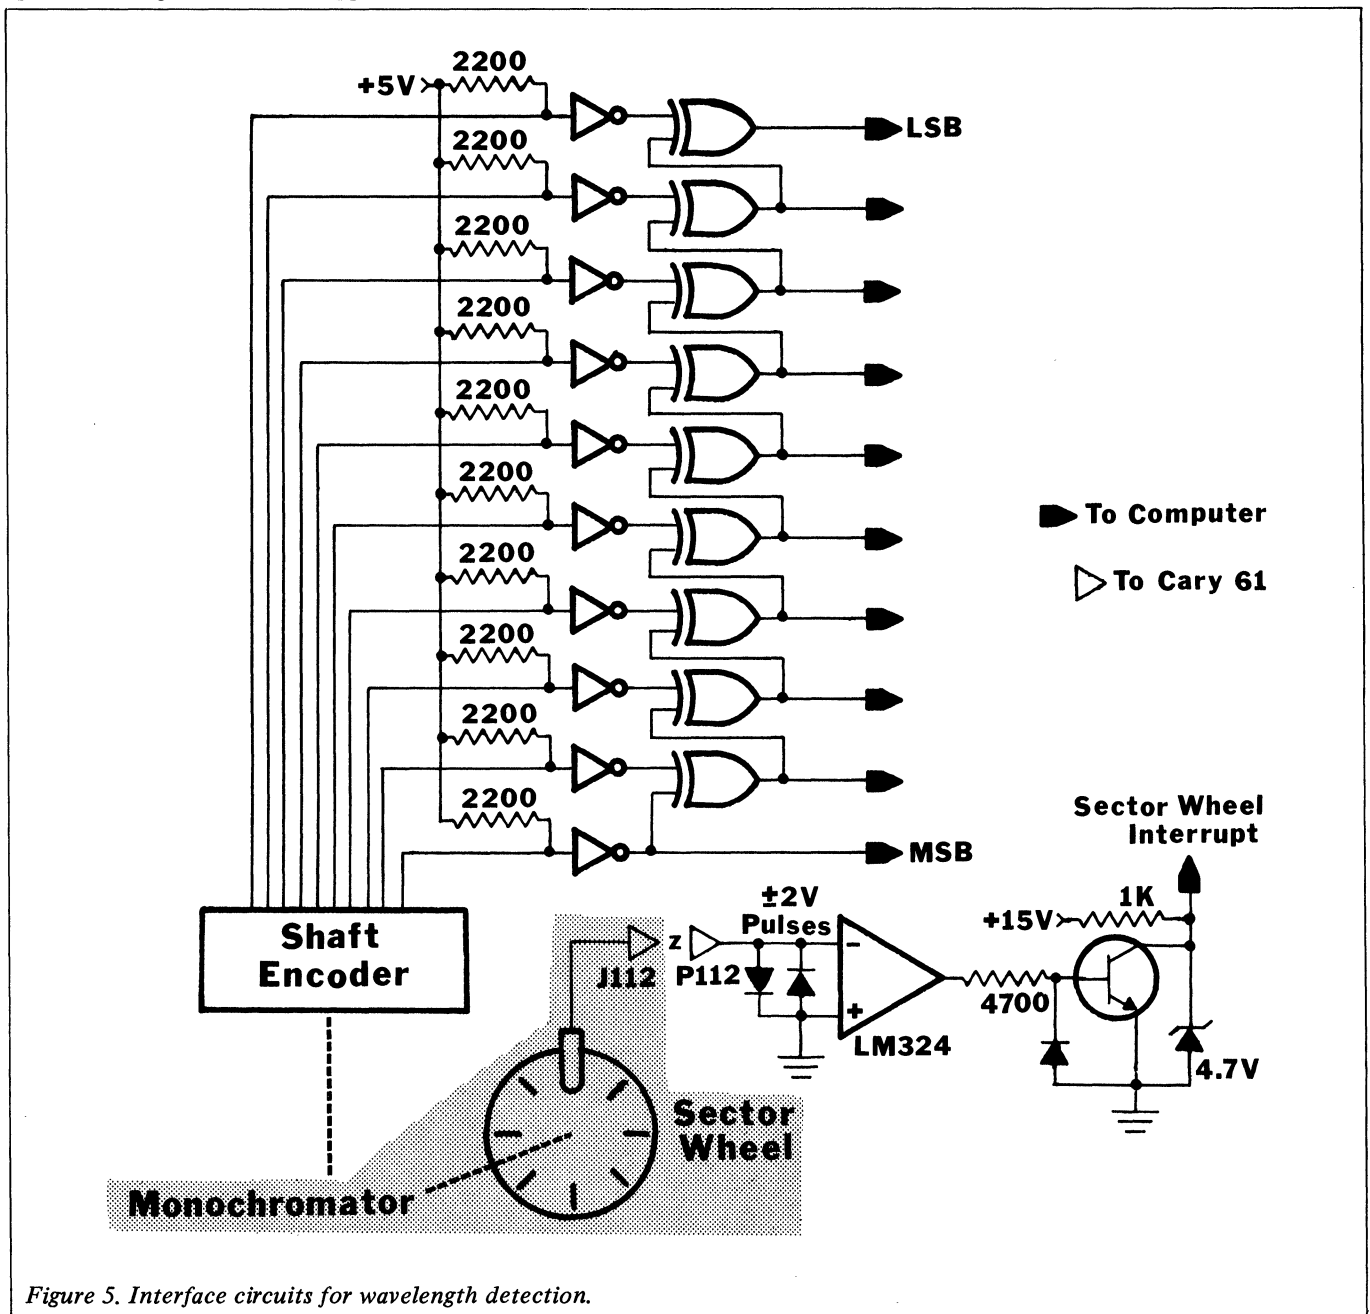 2200
+5V
LSB
2200
2200
2200
2200
2200
To Computer
2200
To Cary 61
2200
2200
2200
MSB
Sector Wheel
Interrupt
±2V
Pulses
1K
+15V
Shaft
Encoder
J112
Z
P112
-
+
LM324
4700
4.7V
Sector
Wheel
Monochromator
Figure 5. Interface circuits for wavelength detection.